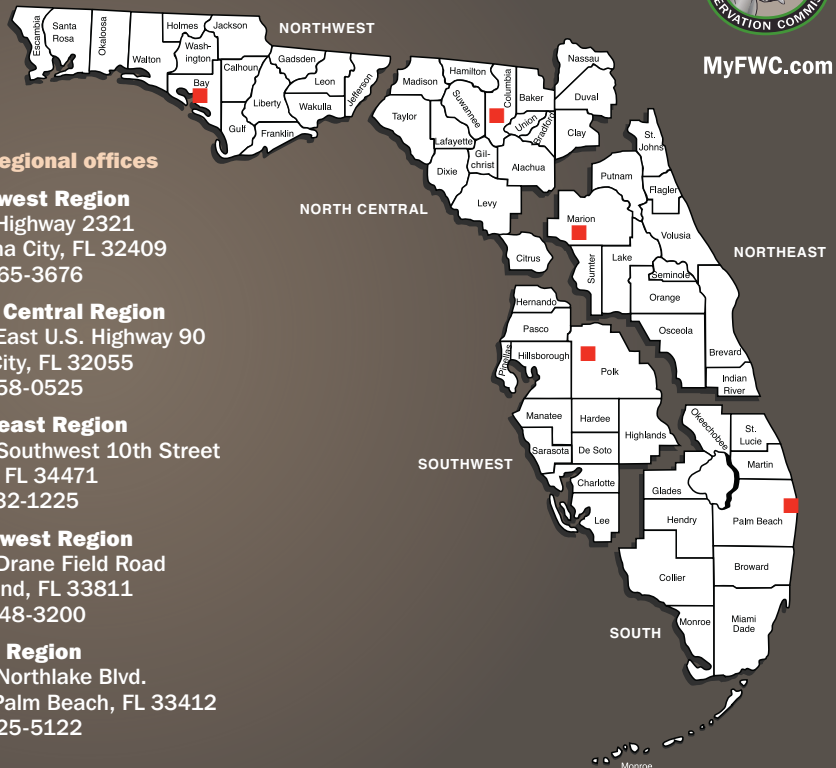 ERVATION COMMIS
MyFWC.com
egional offices
west Region
Highway 2321
na City, FL 32409
65-3676
Central Region
East U.S. Highway 90
City, FL 32055
58-0525
east Region
Southwest 10th Street
FL 34471
32-1225
west Region
Drane Field Road
nd, FL 33811
48-3200
Region
Northlake Blvd.
Palm Beach, FL 33412
25-5122
NORTHWEST
Escambia
Santa
Rosa
Okaloosa
Walton
Holmes
Jackson
Wash-
ington
Bay
Calhoun
Gulf
Liberty
Gadsden
Franklin
Leon
Wakulla
Jefferson
NORTH CENTRAL
Madison
Taylor
Hamilton
Suwannee
Lafayette
Dixie
Columbia
Gil-
christ
Levy
Baker
Union
Bradford
Alachua
Citrus
NORTHEAST
Nassau
Duval
Clay
St.
Johns
Putnam
Flagler
Marion
Volusia
Sumter
Lake
Seminole
Orange
Osceola
Brevard
Indian
River
SOUTHWEST
Hernando
Pasco
Pinellas
Hillsborough
Polk
Manatee
Hardee
Highlands
Sarasota
De Soto
Charlotte
Lee
SOUTH
Okeechobee
St.
Lucie
Martin
Glades
Hendry
Palm Beach
Broward
Collier
Monroe
Miami
Dade
Monroe